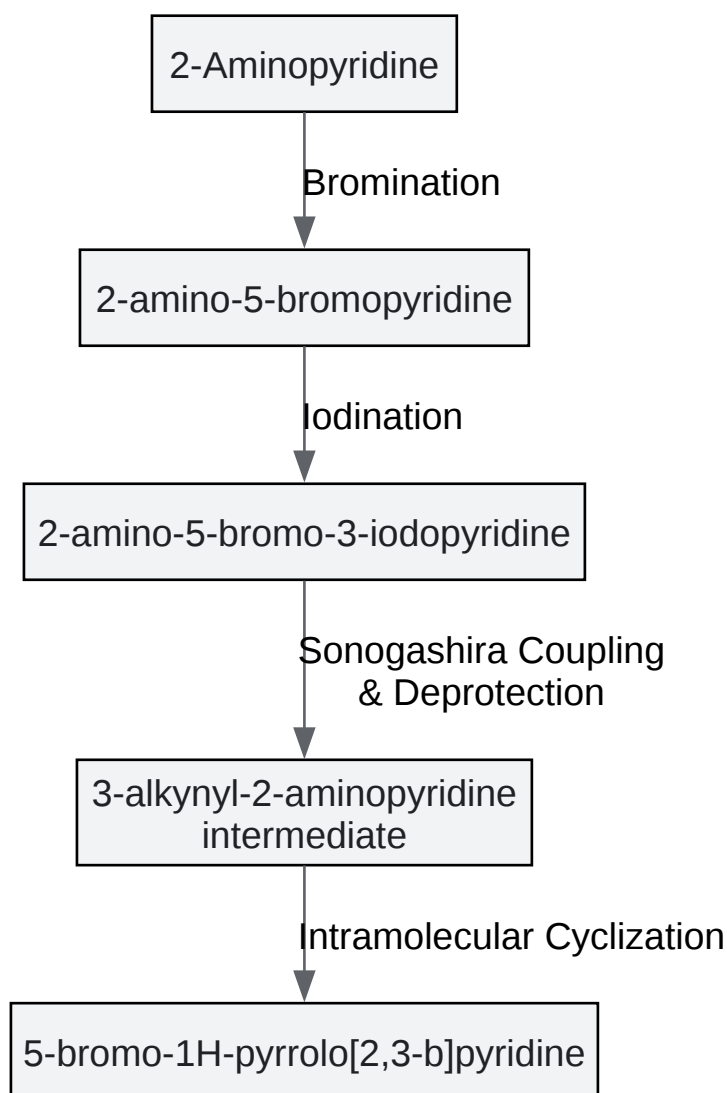 2-Aminopyridine
Bromination
2-amino-5-bromopyridine
Iodination
2-amino-5-bromo-3-iodopyridine
Sonogashira Coupling
& Deprotection
3-alkynyl-2-aminopyridine
intermediate
Intramolecular Cyclization
5-bromo-1H-pyrrolo[2,3-b]pyridine